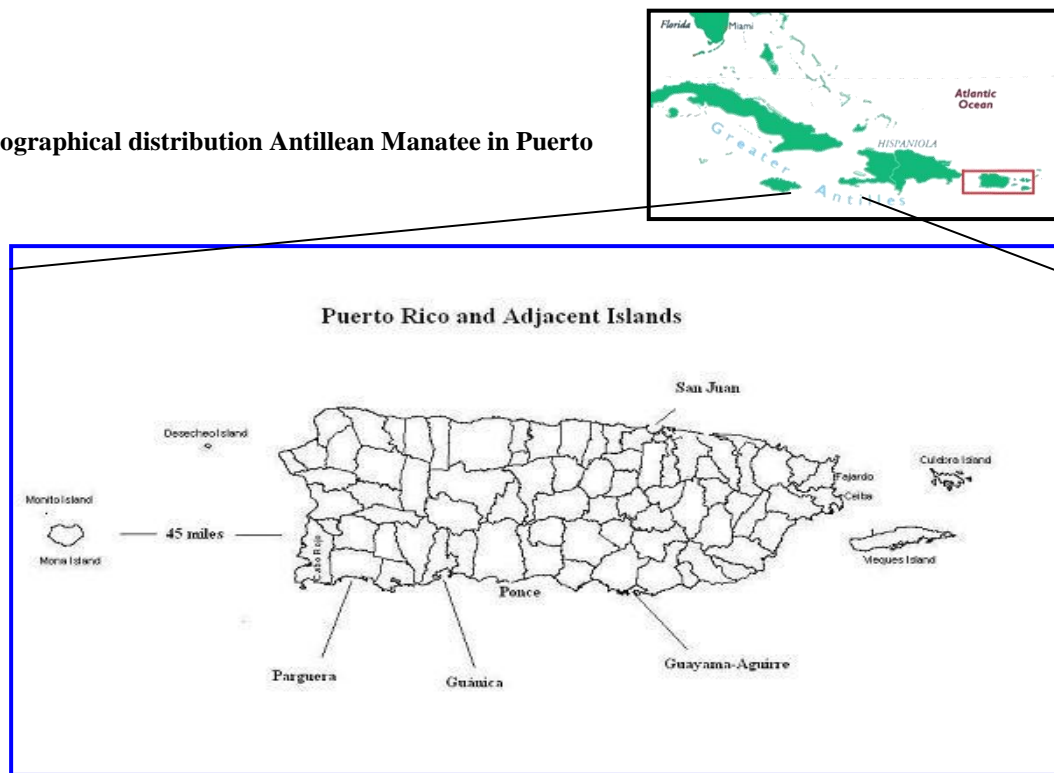 Florida
Miami
Atlantic
Ocean
HISPANIOLA
Greater
Antilles
ographical distribution Antillean Manatee in Puerto
Puerto Rico and Adjacent Islands
San Juan
Desecheo Island
Culebra Island
Fajardo
Ceiba
Monito Island
45 miles
Mona Island
Cabo Rojo
Vieques Island
Ponce
Parguera
Guánica
Guayama-Aguirre